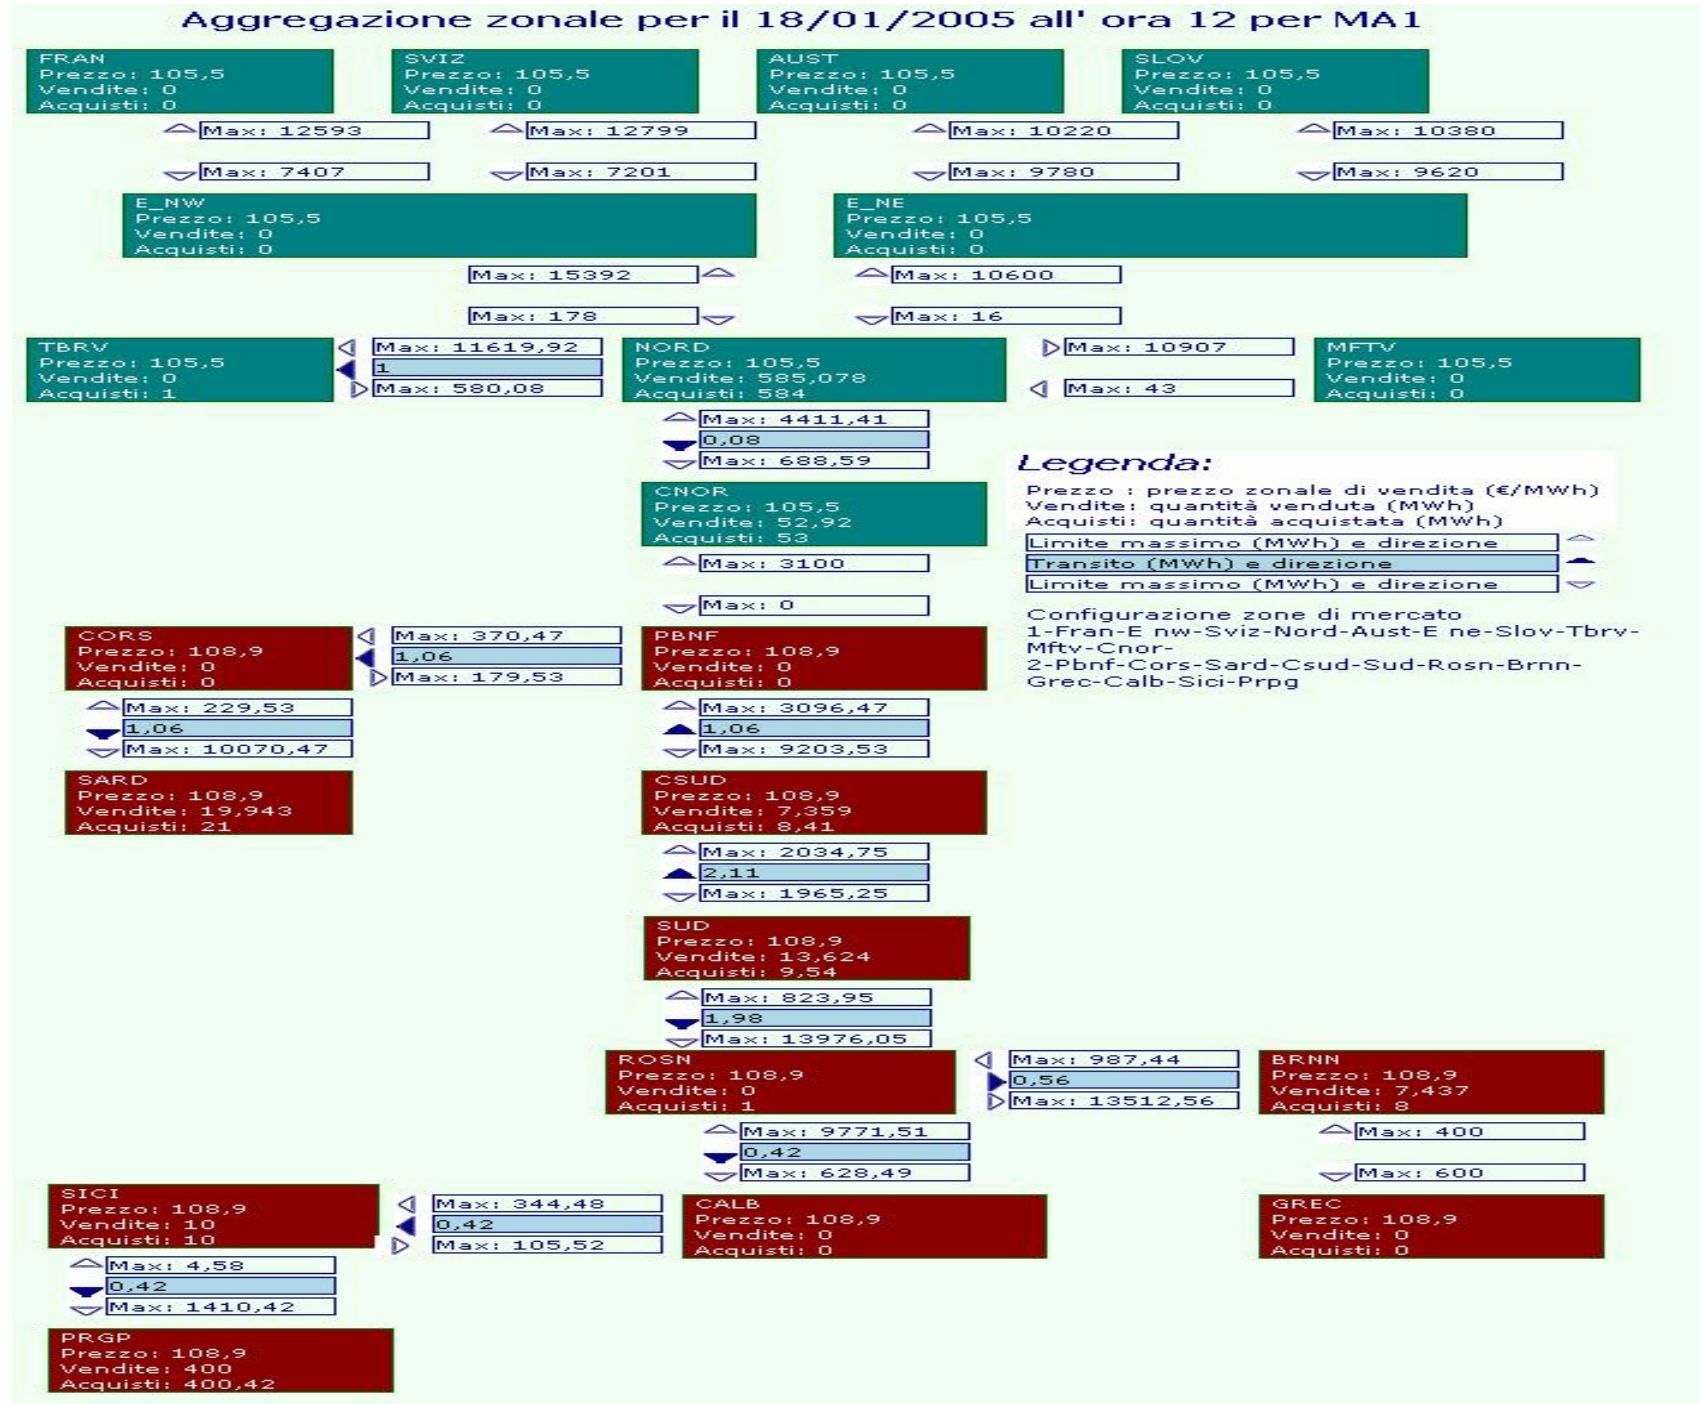 Aggregazione zonale per il 18/01/2005 all' ora 12 per MA1
FRAN
Prezzo: 105,5
Vendite: 0
Acquisti: 0
SVIZ
Prezzo: 105,5
Vendite: 0
Acquisti: 0
AUST
Prezzo: 105,5
Vendite: 0
Acquisti: 0
SLOV
Prezzo: 105,5
Vendite: 0
Acquisti: 0
Max: 12593
Max: 12799
Max: 10220
Max: 10380
Max: 7407
Max: 7201
Max: 9780
Max: 9620
E_NW
Prezzo: 105,5
Vendite: 0
Acquisti: 0
E_NE
Prezzo: 105,5
Vendite: 0
Acquisti: 0
Max: 15392
Max: 10600
Max: 178
Max: 16
TBRV
Prezzo: 105,5
Vendite: 0
Acquisti: 1
Max: 11619,92
1
Max: 580,08
NORD
Prezzo: 105,5
Vendite: 585,078
Acquisti: 584
Max: 10907
Max: 43
MFTV
Prezzo: 105,5
Vendite: 0
Acquisti: 0
Max: 4411,41
0,08
Max: 688,59
CNOR
Prezzo: 105,5
Vendite: 52,92
Acquisti: 53
Max: 3100
Max: 0
Legenda:
Prezzo : prezzo zonale di vendita (€/MWh)
Vendite: quantità venduta (MWh)
Acquisti: quantità acquistata (MWh)
Limite massimo (MWh) e direzione
Transito (MWh) e direzione
Limite massimo (MWh) e direzione
Configurazione zone di mercato
1-Fran-E nw-Sviz-Nord-Aust-E ne-Slov-Tbrv-
Mftv-Cnor-
2-Pbnf-Cors-Sard-Csud-Sud-Rosn-Brnn-
Grec-Calb-Sici-Prpg
CORS
Prezzo: 108,9
Vendite: 0
Acquisti: 0
Max: 370,47
1,06
Max: 179,53
PBNF
Prezzo: 108,9
Vendite: 0
Acquisti: 0
Max: 229,53
1,06
Max: 10070,47
Max: 3096,47
1,06
Max: 9203,53
SARD
Prezzo: 108,9
Vendite: 19,943
Acquisti: 21
CSUD
Prezzo: 108,9
Vendite: 7,359
Acquisti: 8,41
Max: 2034,75
2,11
Max: 1965,25
SUD
Prezzo: 108,9
Vendite: 13,624
Acquisti: 9,54
Max: 823,95
1,98
Max: 13976,05
ROSN
Prezzo: 108,9
Vendite: 0
Acquisti: 1
Max: 987,44
0,56
Max: 13512,56
BRNN
Prezzo: 108,9
Vendite: 7,437
Acquisti: 8
Max: 9771,51
0,42
Max: 628,49
Max: 400
Max: 600
SICI
Prezzo: 108,9
Vendite: 10
Acquisti: 10
Max: 344,48
0,42
Max: 105,52
CALB
Prezzo: 108,9
Vendite: 0
Acquisti: 0
GREC
Prezzo: 108,9
Vendite: 0
Acquisti: 0
Max: 4,58
0,42
Max: 1410,42
PRGP
Prezzo: 108,9
Vendite: 400
Acquisti: 400,42